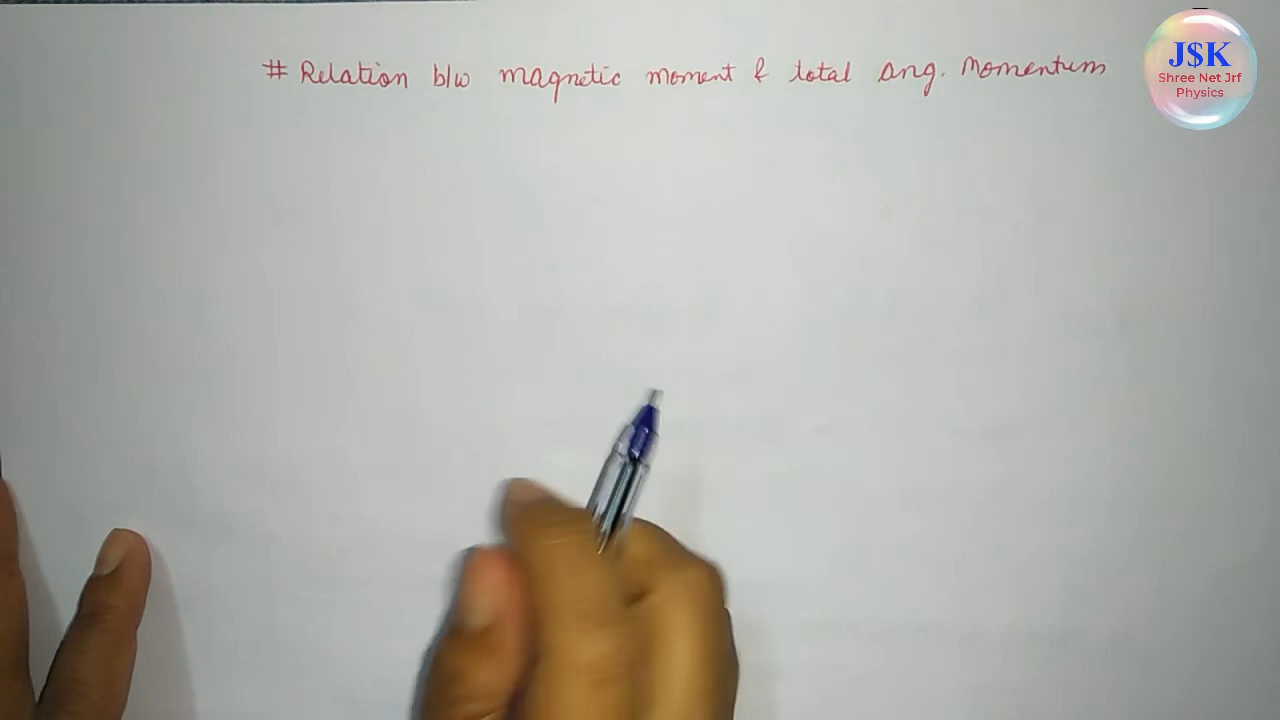 # Relation b/w magnetic moment & total ang. Momentum
JSK
Shree Net Jrf
Physics